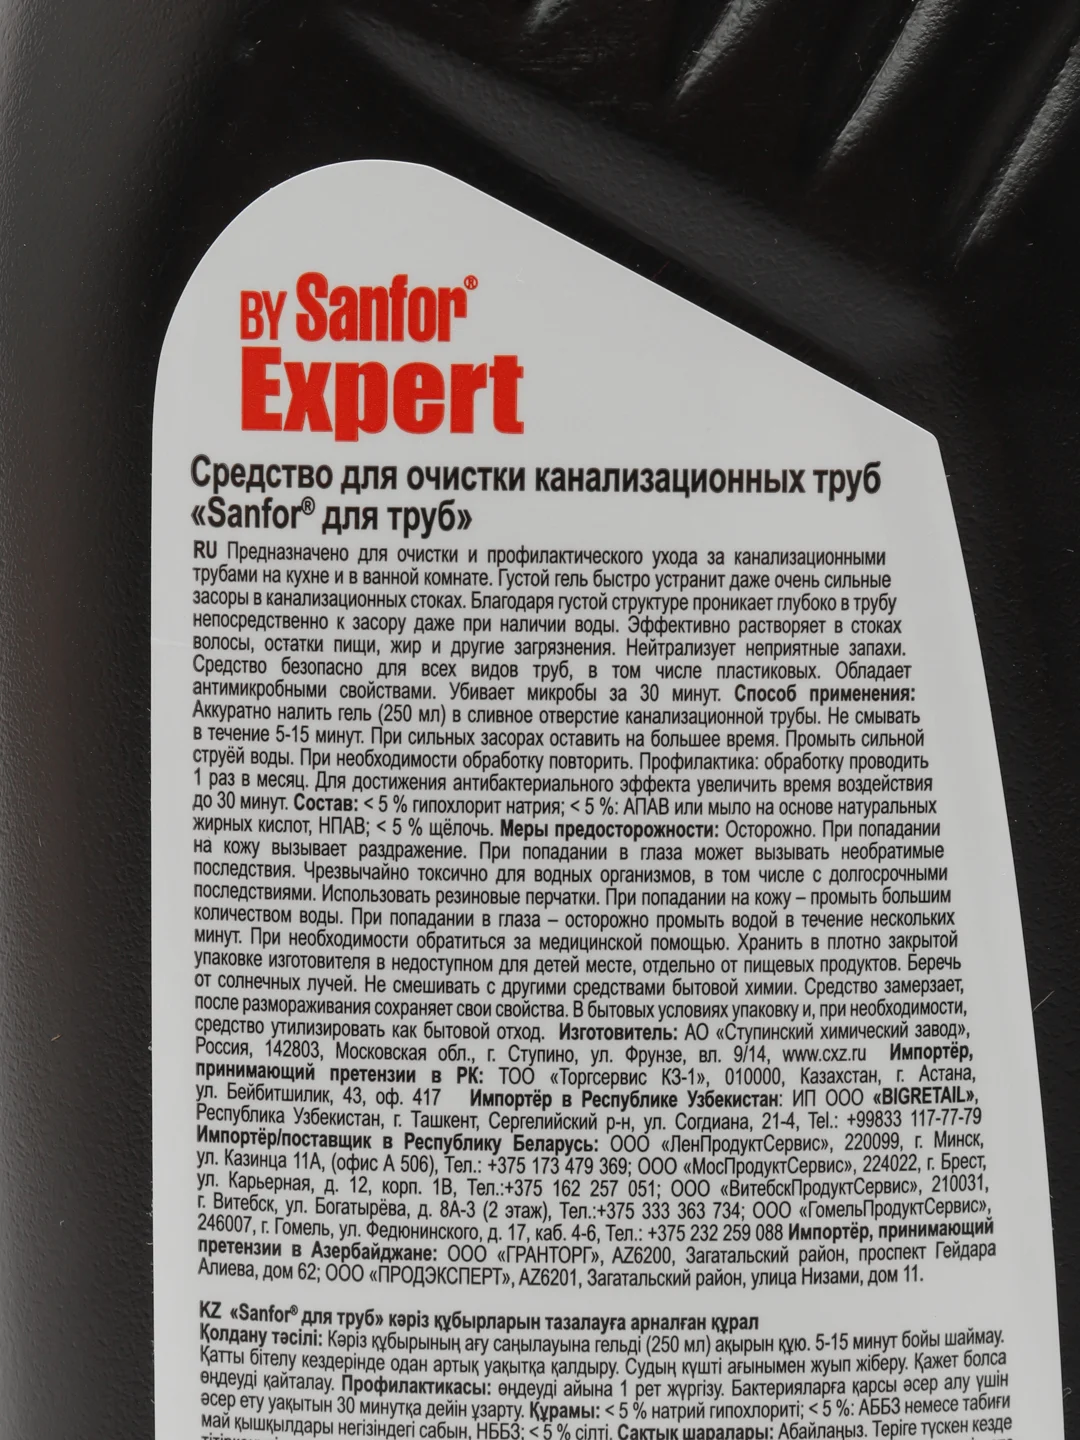 BY Sanfor®
Expert
Средство для очистки канализационных труб
«Sanfor® для труб»
RU Предназначено для очистки и профилактического ухода за канализационными
трубами на кухне и в ванной комнате. Густой гель быстро устранит даже очень сильные
засоры в канализационных стоках. Благодаря густой структуре проникает глубоко в трубу
непосредственно к засору даже при наличии воды. Эффективно растворяет в стоках
волосы, остатки пищи, жир и другие загрязнения. Нейтрализует неприятные запахи.
Средство безопасно для всех видов труб, в том числе пластиковых. Обладает
антимикробными свойствами. Убивает микробы за 30 минут. Способ применения:
Аккуратно налить гель (250 мл) в сливное отверстие канализационной трубы. Не смывать
в течение 5-15 минут. При сильных засорах оставить на большее время. Промыть сильной
струёй воды. При необходимости обработку повторить. Профилактика: обработку проводить
1 раз в месяц. Для достижения антибактериального эффекта увеличить время воздействия
до 30 минут. Состав: < 5 % гипохлорит натрия; < 5 %: АПАВ или мыло на основе натуральных
жирных кислот, НПАВ; < 5 % щёлочь. Меры предосторожности: Осторожно. При попадании
на кожу вызывает раздражение. При попадании в глаза может вызывать необратимые
последствия. Чрезвычайно токсично для водных организмов, в том числе с долгосрочными
последствиями. Использовать резиновые перчатки. При попадании на кожу – промыть большим
количеством воды. При попадании в глаза – осторожно промыть водой в течение нескольких
минут. При необходимости обратиться за медицинской помощью. Хранить в плотно закрытой
упаковке изготовителя в недоступном для детей месте, отдельно от пищевых продуктов. Беречь
от солнечных лучей. Не смешивать с другими средствами бытовой химии. Средство замерзает,
после размораживания сохраняет свои свойства. В бытовых условиях упаковку и, при необходимости,
средство утилизировать как бытовой отход. Изготовитель: АО «Ступинский химический завод»,
Россия, 142803, Московская обл., г. Ступино, ул. Фрунзе, вл. 9/14, www.cxz.ru Импортёр,
принимающий претензии в РК: ТОО «Торгсервис КЗ-1», 010000, Казахстан, г. Астана,
ул. Бейбитшилик, 43, оф. 417 Импортёр в Республике Узбекистан: ИП ООО «BIGRETAIL»,
Республика Узбекистан, г. Ташкент, Сергелийский р-н, ул. Согдиана, 21-4, Tel.: +99833 117-77-79
Импортёр/поставщик в Республику Беларусь: ООО «ЛенПродуктСервис», 220099, г. Минск,
ул. Казинца 11А, (офис А 506), Тел.: +375 173 479 369; ООО «МосПродуктСервис», 224022, г. Брест,
ул. Карьерная, д. 12, корп. 1В, Тел.:+375 162 257 051; ООО «ВитебскПродуктСервис», 210031,
г. Витебск, ул. Богатырёва, д. 8А-3 (2 этаж), Тел.:+375 333 363 734; ООО «ГомельПродуктСервис»,
246007, г. Гомель, ул. Федюнинского, д. 17, каб. 4-6, Тел.: +375 232 259 088 Импортёр, принимающий
претензии в Азербайджане: ООО «ГРАНТОРГ», AZ6200, Загатальский район, проспект Гейдара
Алиева, дом 62; ООО «ПРОДЭКСПЕРТ», AZ6201, Загатальский район, улица Низами, дом 11.
KZ «Sanfor® для труб» кәріз құбырларын тазалауға арналған құрал
Қолдану тәсілі: Кәріз құбырының ағу саңылауына гельді (250 мл) ақырын құю. 5-15 минут бойы шаймау.
Қатты бітелу кездерінде одан артық уақытқа қалдыру. Судың күшті ағынымен жуып жіберу. Қажет болса
өңдеуді қайталау. Профилактикасы: өңдеуді айына 1 рет жүргізу. Бактерияларға қарсы әсер алу үшін
әсер ету уақытын 30 минутқа дейін ұзарту. Құрамы: < 5 % натрий гипохлориті; < 5 %: АББЗ немесе табиғи
май қышқылдары негізіндегі сабын, НББЗ; < 5 % сілті. Сақтық шаралары: Абайлаңыз. Теріге түскен кезде